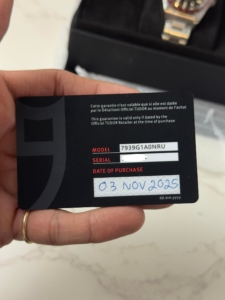 Cette garantie n'est valable que si elle est datée
par le Détaillant Officiel TUDOR au moment de l'achat
This guarantee is valid only if dated by the
Official TUDOR Retailer at the time of purchase
MODEL 7939G1A0NRU
SERIAL
DATE OF PURCHASE
03 NOV 2025